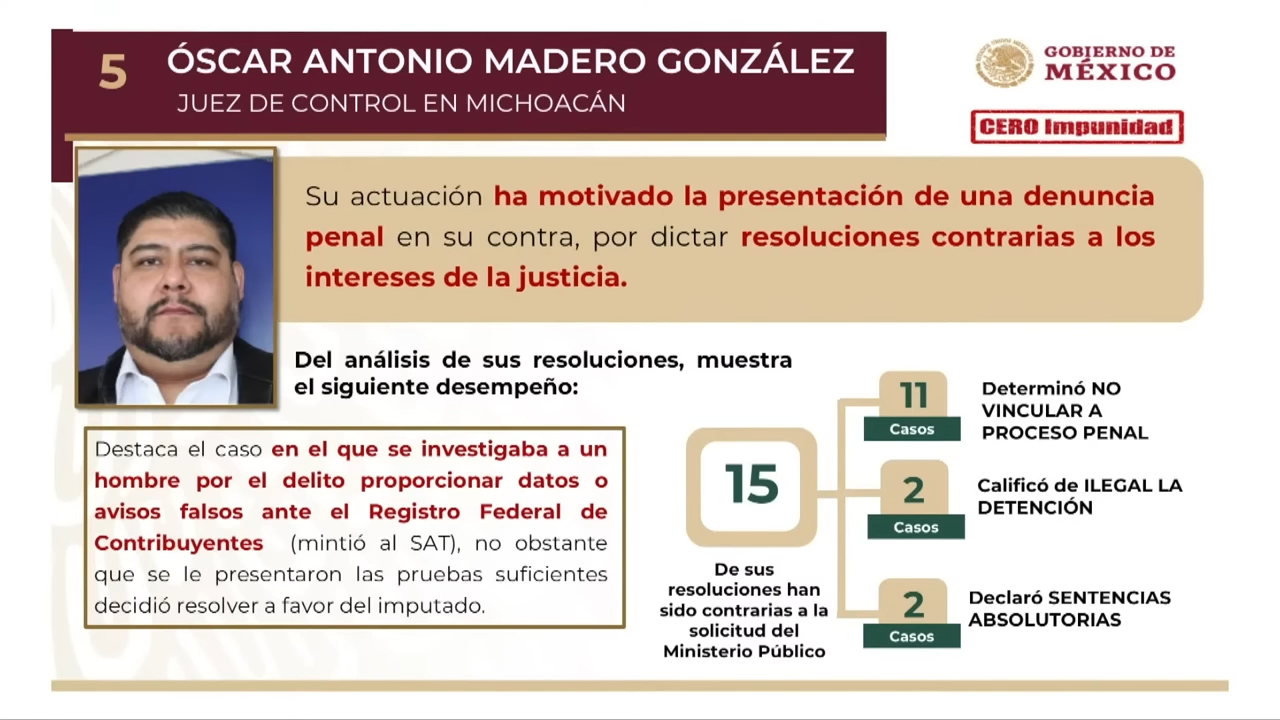 5
ÓSCAR ANTONIO MADERO GONZÁLEZ
JUEZ DE CONTROL EN MICHOACÁN
GOBIERNO DE
MÉXICO
CERO Impunidad
Su actuación ha motivado la presentación de una denuncia
penal en su contra, por dictar resoluciones contrarias a los
intereses de la justicia.
Del análisis de sus resoluciones, muestra
el siguiente desempeño:
Destaca el caso en el que se investigaba a un
hombre por el delito proporcionar datos o
avisos falsos ante el Registro Federal de
Contribuyentes (mintió al SAT), no obstante
que se le presentaron las pruebas suficientes
decidió resolver a favor del imputado.
15
De sus
resoluciones han
sido contrarias a la
solicitud del
Ministerio Público
11
Casos
Determinó NO
VINCULAR A
PROCESO PENAL
2
Casos
Calificó de ILEGAL LA
DETENCIÓN
2
Casos
Declaró SENTENCIAS
ABSOLUTORIAS